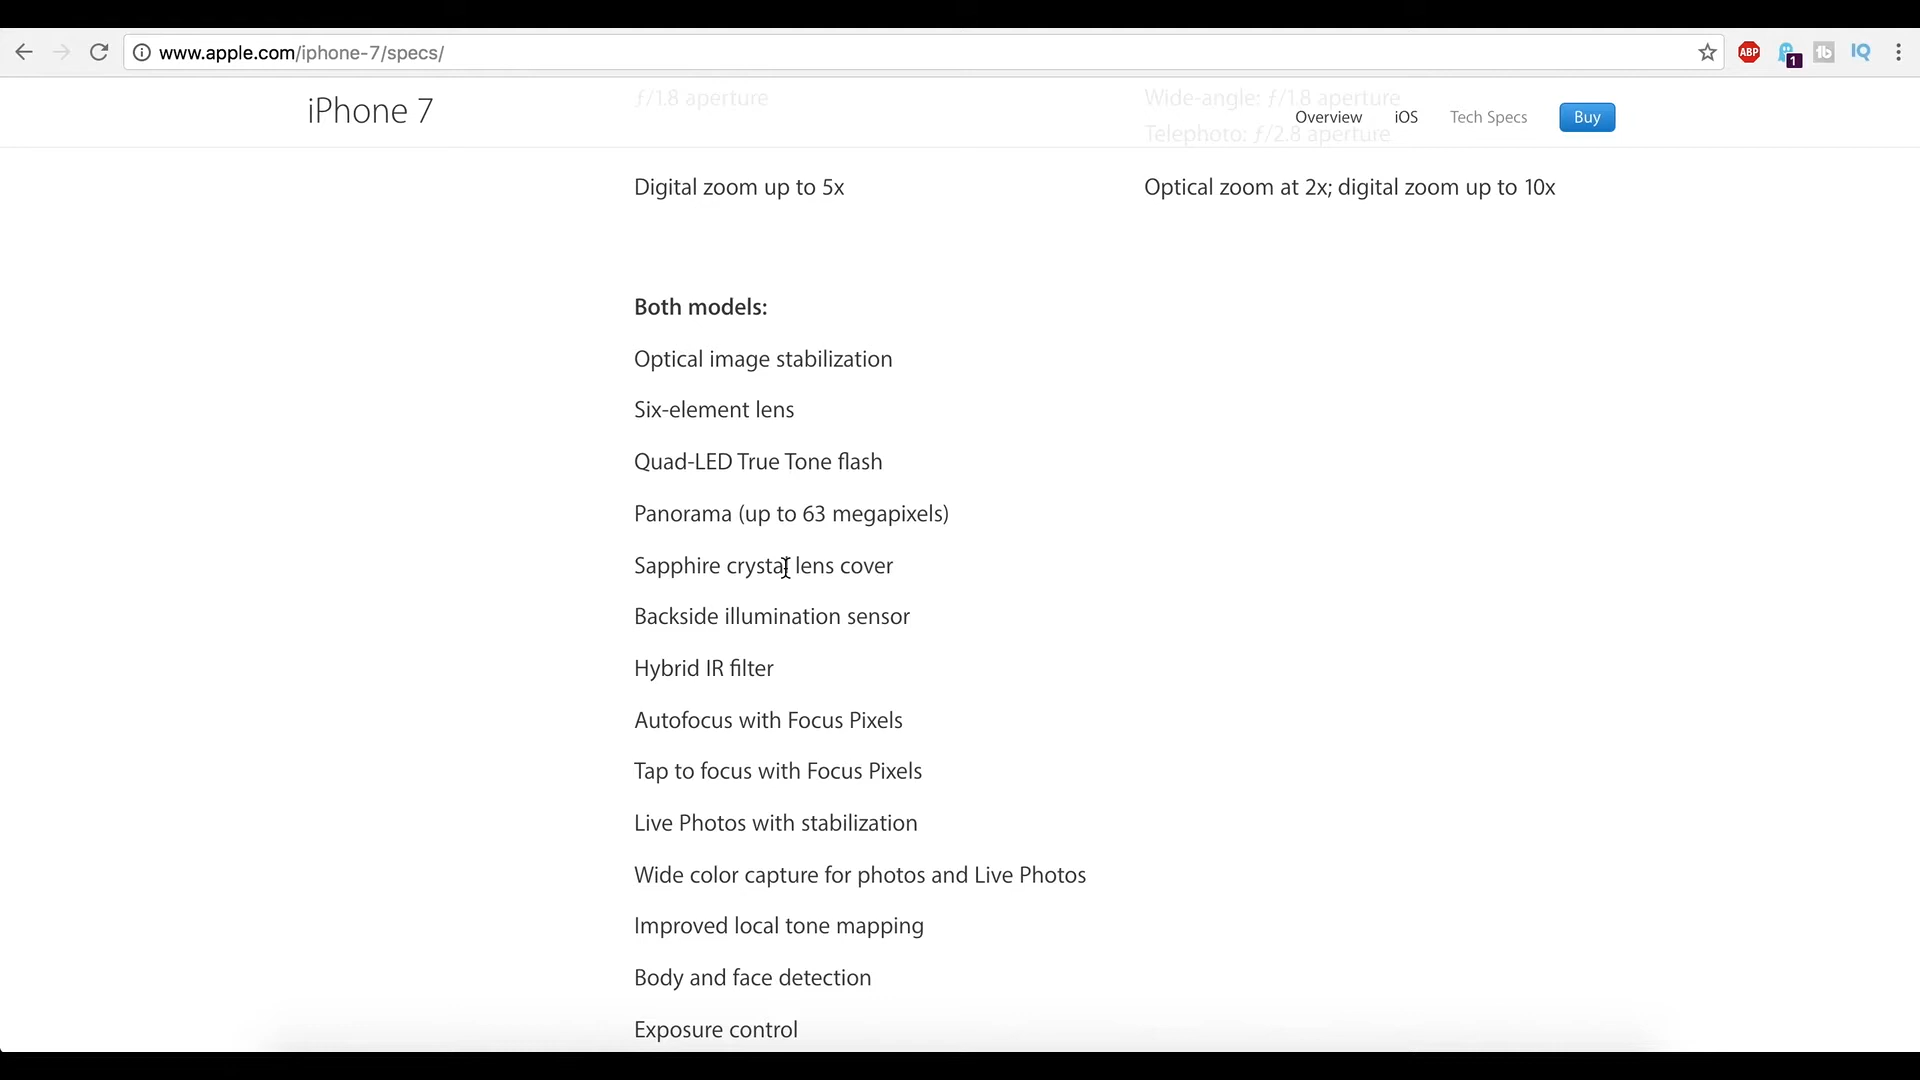 www.apple.com/iphone-7/specs/
ABP
1
tb
IQ
iPhone 7
ƒ/1.8 aperture
Wide-angle: ƒ/1.8 aperture
Overview
iOS
Tech Specs
Buy
Telephoto: ƒ/2.8 aperture
Digital zoom up to 5x
Optical zoom at 2x; digital zoom up to 10x
Both models:
Optical image stabilization
Six-element lens
Quad-LED True Tone flash
Panorama (up to 63 megapixels)
Sapphire crystal lens cover
Backside illumination sensor
Hybrid IR filter
Autofocus with Focus Pixels
Tap to focus with Focus Pixels
Live Photos with stabilization
Wide color capture for photos and Live Photos
Improved local tone mapping
Body and face detection
Exposure control